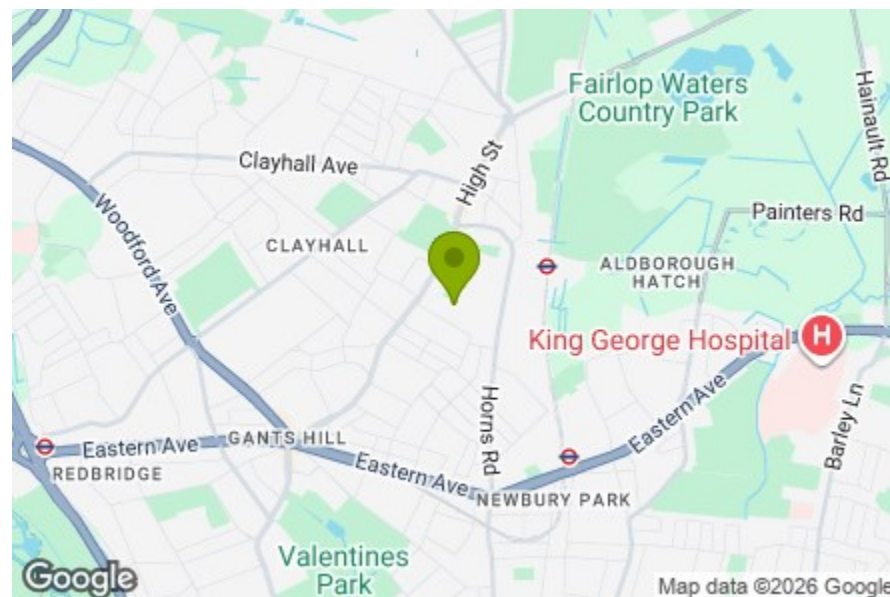 Fairlop Waters
Country Park
Hainault Rd
High St
Clayhall Ave
Painters Rd
Woodford Ave
CLAYHALL
ALDBOROUGH
HATCH
King George Hospital
H
Horns Rd
Eastern Ave
Barley Ln
Eastern Ave
GANTS HILL
REDBRIDGE
Eastern Ave
NEWBURY PARK
Valentines
Park
Google
Map data ©2026 Google